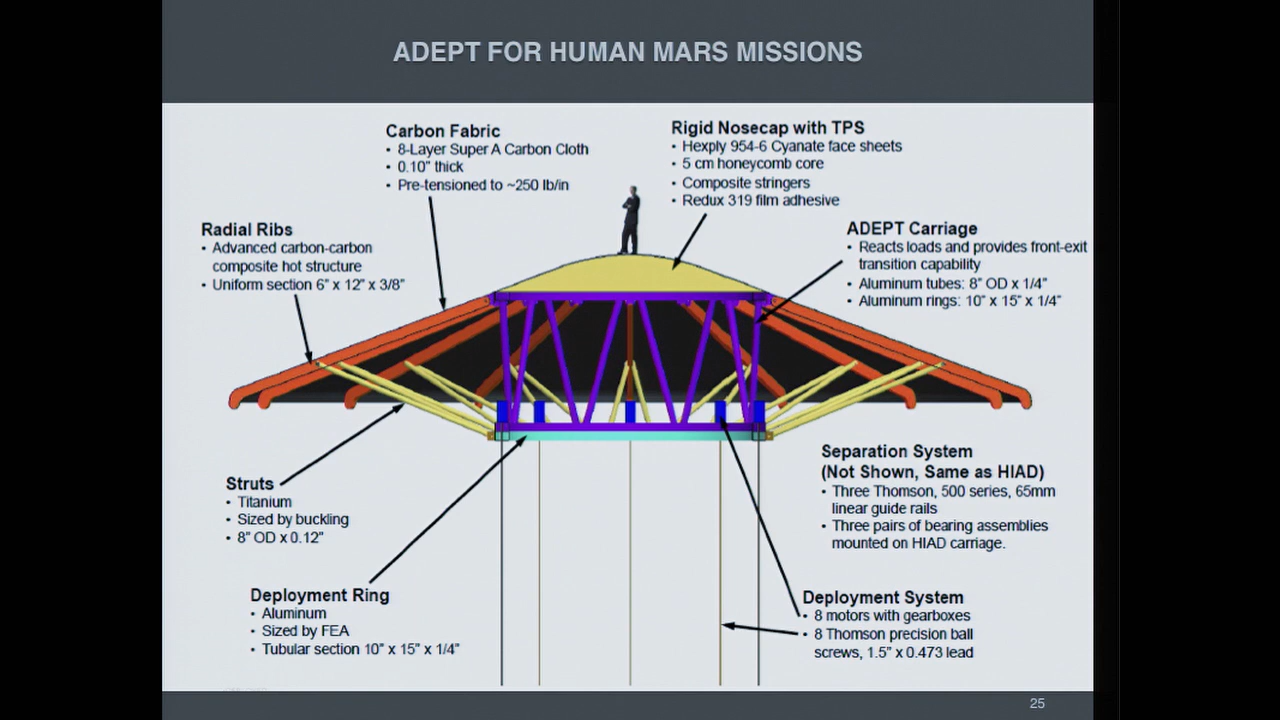 ADEPT FOR HUMAN MARS MISSIONS
Carbon Fabric
• 8-Layer Super A Carbon Cloth
• 0.10" thick
• Pre-tensioned to ~250 lb/in
Rigid Nosecap with TPS
• Hexply 954-6 Cyanate face sheets
• 5 cm honeycomb core
• Composite stringers
• Redux 319 film adhesive
Radial Ribs
• Advanced carbon-carbon
composite hot structure
• Uniform section 6" x 12" x 3/8"
ADEPT Carriage
• Reacts loads and provides front-exit
transition capability
• Aluminum tubes: 8" OD x 1/4"
• Aluminum rings: 10" x 15" x 1/4"
Struts
• Titanium
• Sized by buckling
• 8" OD x 0.12"
Separation System
(Not Shown, Same as HIAD)
• Three Thomson, 500 series, 65mm
linear guide rails
• Three pairs of bearing assemblies
mounted on HIAD carriage.
Deployment Ring
• Aluminum
• Sized by FEA
• Tubular section 10" x 15" x 1/4"
Deployment System
• 8 motors with gearboxes
• 8 Thomson precision ball
screws, 1.5" x 0.473 lead
25